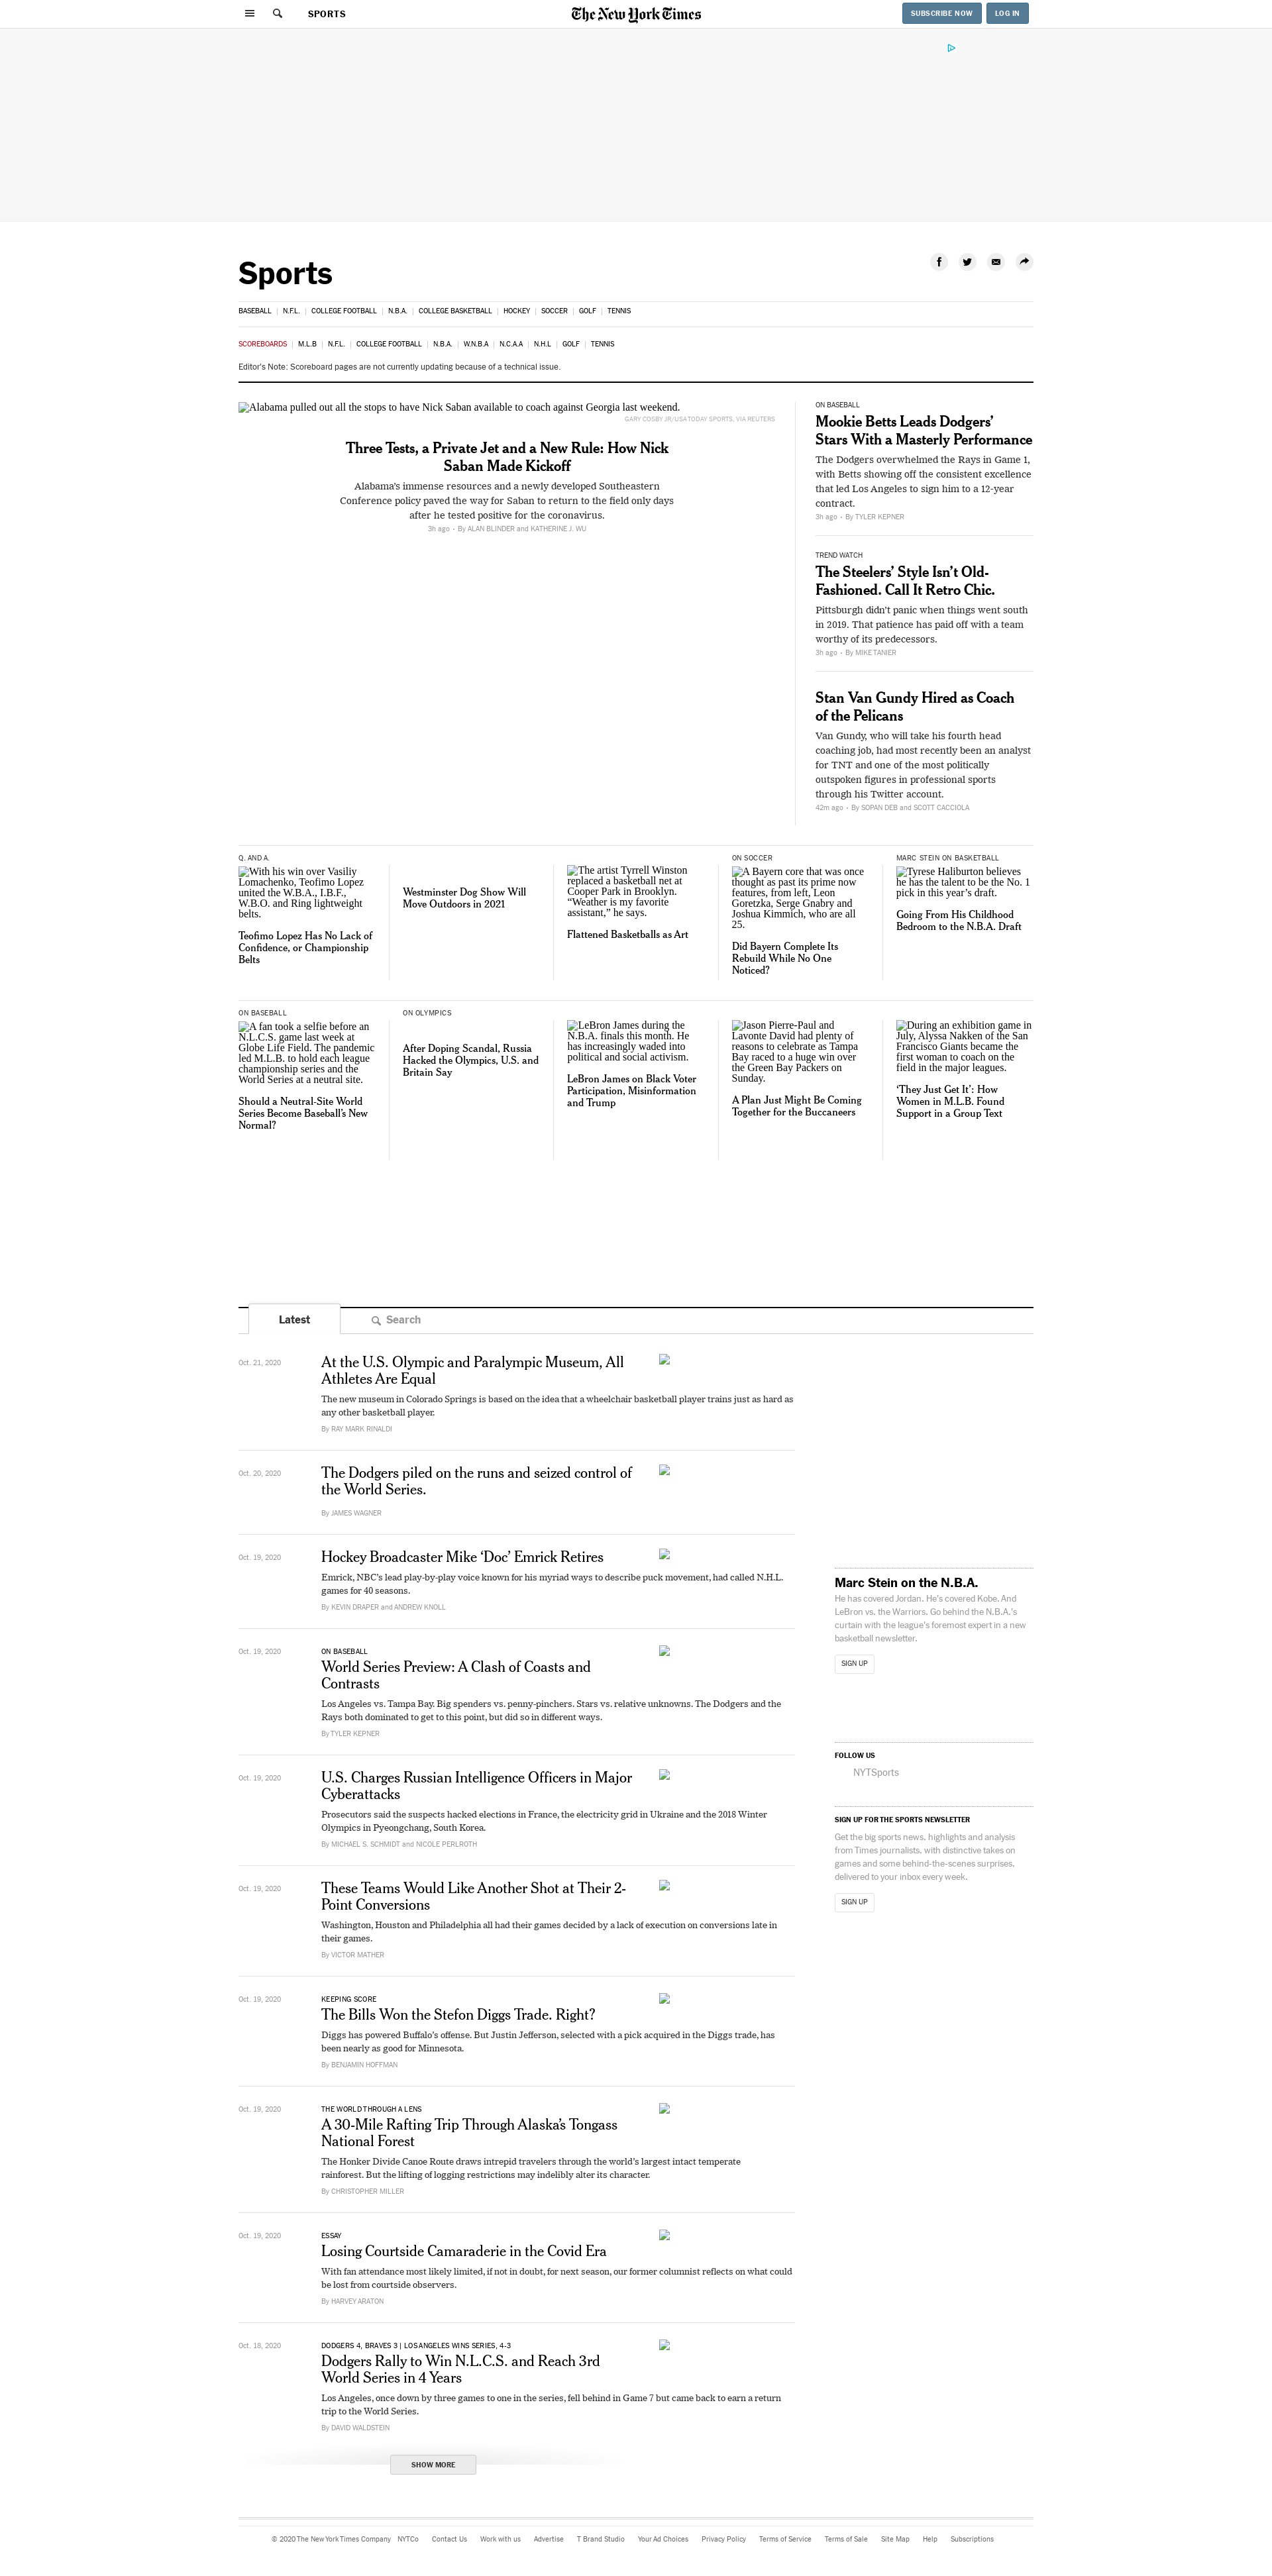 SPORTS
The New York Times
SUBSCRIBE NOW
LOG IN
Sports
BASEBALL | N.F.L. | COLLEGE FOOTBALL | N.B.A. | COLLEGE BASKETBALL | HOCKEY | SOCCER | GOLF | TENNIS
SCOREBOARDS | M.L.B | N.F.L. | COLLEGE FOOTBALL | N.B.A. | W.N.B.A | N.C.A.A | N.H.L | GOLF | TENNIS
Editor's Note: Scoreboard pages are not currently updating because of a technical issue.
Alabama pulled out all the stops to have Nick Saban available to coach against Georgia last weekend.
GARY COSBY JR/USA TODAY SPORTS, VIA REUTERS
Three Tests, a Private Jet and a New Rule: How Nick
Saban Made Kickoff
Alabama's immense resources and a newly developed Southeastern
Conference policy paved the way for Saban to return to the field only days
after he tested positive for the coronavirus.
3h ago • By ALAN BLINDER and KATHERINE J. WU
ON BASEBALL
Mookie Betts Leads Dodgers'
Stars With a Masterly Performance
The Dodgers overwhelmed the Rays in Game 1,
with Betts showing off the consistent excellence
that led Los Angeles to sign him to a 12-year
contract.
3h ago • By TYLER KEPNER
TREND WATCH
The Steelers' Style Isn't Old-
Fashioned. Call It Retro Chic.
Pittsburgh didn't panic when things went south
in 2019. That patience has paid off with a team
worthy of its predecessors.
3h ago • By MIKE TANIER
Stan Van Gundy Hired as Coach
of the Pelicans
Van Gundy, who will take his fourth head
coaching job, had most recently been an analyst
for TNT and one of the most politically
outspoken figures in professional sports
through his Twitter account.
42m ago • By SOPAN DEB and SCOTT CACCIOLA
Q. AND A.
With his win over Vasiliy
Lomachenko, Teofimo Lopez
united the W.B.A., I.B.F.,
W.B.O. and Ring lightweight
belts.
Teofimo Lopez Has No Lack of
Confidence, or Championship
Belts
Westminster Dog Show Will
Move Outdoors in 2021
The artist Tyrrell Winston
replaced a basketball net at
Cooper Park in Brooklyn.
"Weather is my favorite
assistant," he says.
Flattened Basketballs as Art
ON SOCCER
A Bayern core that was once
thought as past its prime now
features, from left, Leon
Goretzka, Serge Gnabry and
Joshua Kimmich, who are all
25.
Did Bayern Complete Its
Rebuild While No One
Noticed?
MARC STEIN ON BASKETBALL
Tyrese Haliburton believes
he has the talent to be the No. 1
pick in this year's draft.
Going From His Childhood
Bedroom to the N.B.A. Draft
ON BASEBALL
A fan took a selfie before an
N.L.C.S. game last week at
Globe Life Field. The pandemic
led M.L.B. to hold each league
championship series and the
World Series at a neutral site.
Should a Neutral-Site World
Series Become Baseball's New
Normal?
ON OLYMPICS
After Doping Scandal, Russia
Hacked the Olympics, U.S. and
Britain Say
LeBron James during the
N.B.A. finals this month. He
has increasingly waded into
political and social activism.
LeBron James on Black Voter
Participation, Misinformation
and Trump
Jason Pierre-Paul and
Lavonte David had plenty of
reasons to celebrate as Tampa
Bay raced to a huge win over
the Green Bay Packers on
Sunday.
A Plan Just Might Be Coming
Together for the Buccaneers
During an exhibition game in
July, Alyssa Nakken of the San
Francisco Giants became the
first woman to coach on the
field in the major leagues.
'They Just Get It': How
Women in M.L.B. Found
Support in a Group Text
Latest
Search
Oct. 21, 2020
At the U.S. Olympic and Paralympic Museum, All
Athletes Are Equal
The new museum in Colorado Springs is based on the idea that a wheelchair basketball player trains just as hard as
any other basketball player.
By RAY MARK RINALDI
Oct. 20, 2020
The Dodgers piled on the runs and seized control of
the World Series.
By JAMES WAGNER
Oct. 19, 2020
Hockey Broadcaster Mike 'Doc' Emrick Retires
Emrick, NBC's lead play-by-play voice known for his myriad ways to describe puck movement, had called N.H.L.
games for 40 seasons.
By KEVIN DRAPER and ANDREW KNOLL
Oct. 19, 2020
ON BASEBALL
World Series Preview: A Clash of Coasts and
Contrasts
Los Angeles vs. Tampa Bay. Big spenders vs. penny-pinchers. Stars vs. relative unknowns. The Dodgers and the
Rays both dominated to get to this point, but did so in different ways.
By TYLER KEPNER
Oct. 19, 2020
U.S. Charges Russian Intelligence Officers in Major
Cyberattacks
Prosecutors said the suspects hacked elections in France, the electricity grid in Ukraine and the 2018 Winter
Olympics in Pyeongchang, South Korea.
By MICHAEL S. SCHMIDT and NICOLE PERLROTH
Oct. 19, 2020
These Teams Would Like Another Shot at Their 2-
Point Conversions
Washington, Houston and Philadelphia all had their games decided by a lack of execution on conversions late in
their games.
By VICTOR MATHER
Oct. 19, 2020
KEEPING SCORE
The Bills Won the Stefon Diggs Trade. Right?
Diggs has powered Buffalo's offense. But Justin Jefferson, selected with a pick acquired in the Diggs trade, has
been nearly as good for Minnesota.
By BENJAMIN HOFFMAN
Oct. 19, 2020
THE WORLD THROUGH A LENS
A 30-Mile Rafting Trip Through Alaska's Tongass
National Forest
The Honker Divide Canoe Route draws intrepid travelers through the world's largest intact temperate
rainforest. But the lifting of logging restrictions may indelibly alter its character.
By CHRISTOPHER MILLER
Oct. 19, 2020
ESSAY
Losing Courtside Camaraderie in the Covid Era
With fan attendance most likely limited, if not in doubt, for next season, our former columnist reflects on what could
be lost from courtside observers.
By HARVEY ARATON
Oct. 18, 2020
DODGERS 4, BRAVES 3 | LOS ANGELES WINS SERIES, 4-3
Dodgers Rally to Win N.L.C.S. and Reach 3rd
World Series in 4 Years
Los Angeles, once down by three games to one in the series, fell behind in Game 7 but came back to earn a return
trip to the World Series.
By DAVID WALDSTEIN
SHOW MORE
Marc Stein on the N.B.A.
He has covered Jordan. He's covered Kobe. And
LeBron vs. the Warriors. Go behind the N.B.A.'s
curtain with the league's foremost expert in a new
basketball newsletter.
SIGN UP
FOLLOW US
NYTSports
SIGN UP FOR THE SPORTS NEWSLETTER
Get the big sports news, highlights and analysis
from Times journalists, with distinctive takes on
games and some behind-the-scenes surprises,
delivered to your inbox every week.
SIGN UP
© 2020 The New York Times Company NYTCo Contact Us Work with us Advertise T Brand Studio Your Ad Choices Privacy Policy Terms of Service Terms of Sale Site Map Help Subscriptions